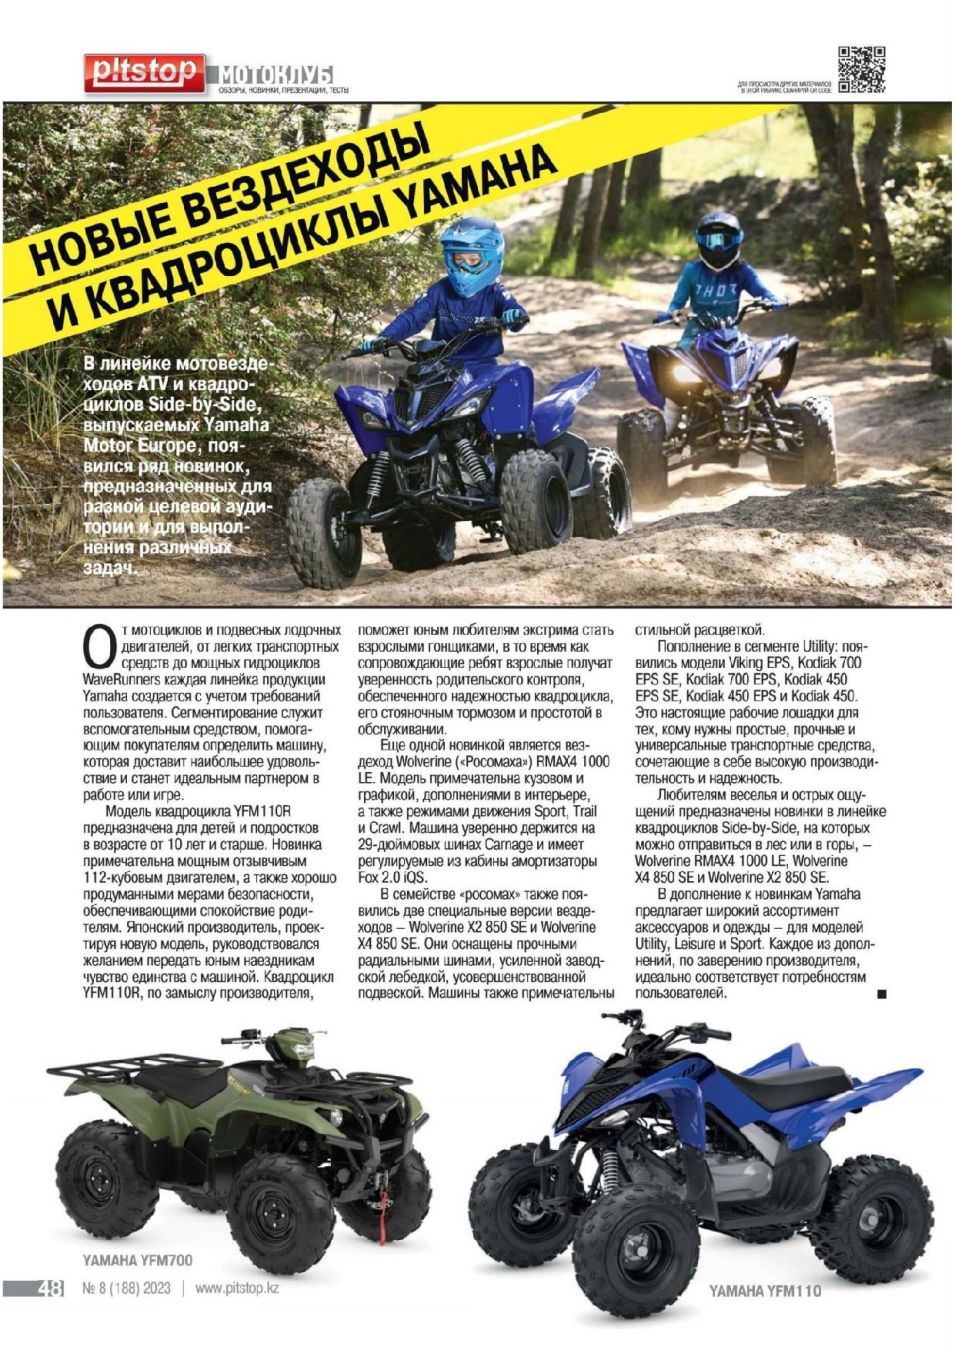 p!tstop МОТОКЛУБ
ОБЗОРЫ, НОВИНКИ, ПРЕЗЕНТАЦИИ, ТЕСТЫ
ДЛЯ ПРОСМОТРА ДРУГИХ МАТЕРИАЛОВ
В ЭТОЙ РУБРИКЕ СКАНИРУЙ QR CODE
НОВЫЕ ВЕЗДЕХОДЫ
И КВАДРОЦИКЛЫ YAMAHA
THOR
В линейке мотовезде-
ходов ATV и квадро-
циклов Side-by-Side,
выпускаемых Yamaha
Motor Europe, поя-
вился ряд новинок,
предназначенных для
разной целевой ауди-
тории и для выпол-
нения различных
задач.
От мотоциклов и подвесных лодочных
двигателей, от легких транспортных
средств до мощных гидроциклов
WaveRunners каждая линейка продукции
Yamaha создается с учетом требований
пользователя. Сегментирование служит
вспомогательным средством, помога-
ющим покупателям определить машину,
которая доставит наибольшее удоволь-
ствие и станет идеальным партнером в
работе или игре.
Модель квадроцикла YFM110R
предназначена для детей и подростков
в возрасте от 10 лет и старше. Новинка
примечательна мощным отзывчивым
112-кубовым двигателем, а также хорошо
продуманными мерами безопасности,
обеспечивающими спокойствие роди-
телям. Японский производитель, проек-
тируя новую модель, руководствовался
желанием передать юным наездникам
чувство единства с машиной. Квадроцикл
YFM110R, по замыслу производителя,
поможет юным любителям экстрима стать
взрослыми гонщиками, в то время как
сопровождающие ребят взрослые получат
уверенность родительского контроля,
обеспеченного надежностью квадроцикла,
его стояночным тормозом и простотой в
обслуживании.
Еще одной новинкой является вез-
деход Wolverine («Росомаха») RMAX4 1000
LE. Модель примечательна кузовом и
графикой, дополнениями в интерьере,
а также режимами движения Sport, Trail
и Crawl. Машина уверенно держится на
29-дюймовых шинах Carnage и имеет
регулируемые из кабины амортизаторы
Fox 2.0 iQS.
В семействе «росомах» также поя-
вились две специальные версии везде-
ходов – Wolverine X2 850 SE и Wolverine
X4 850 SE. Они оснащены прочными
радиальными шинами, усиленной завод-
ской лебедкой, усовершенствованной
подвеской. Машины также примечательны
стильной расцветкой.
Пополнение в сегменте Utility: поя-
вились модели Viking EPS, Kodiak 700
EPS SE, Kodiak 700 EPS, Kodiak 450
EPS SE, Kodiak 450 EPS и Kodiak 450.
Это настоящие рабочие лошадки для
тех, кому нужны простые, прочные и
универсальные транспортные средства,
сочетающие в себе высокую производи-
тельность и надежность.
Любителям веселья и острых ощу-
щений предназначены новинки в линейке
квадроциклов Side-by-Side, на которых
можно отправиться в лес или в горы, –
Wolverine RMAX4 1000 LE, Wolverine
X4 850 SE и Wolverine X2 850 SE.
В дополнение к новинкам Yamaha
предлагает широкий ассортимент
аксессуаров и одежды – для моделей
Utility, Leisure и Sport. Каждое из допол-
нений, по заверению производителя,
идеально соответствует потребностям
пользователей.
YAMAHA YFM700
YAMAHA YFM110
48 № 8 (188) 2023 | www.pitstop.kz